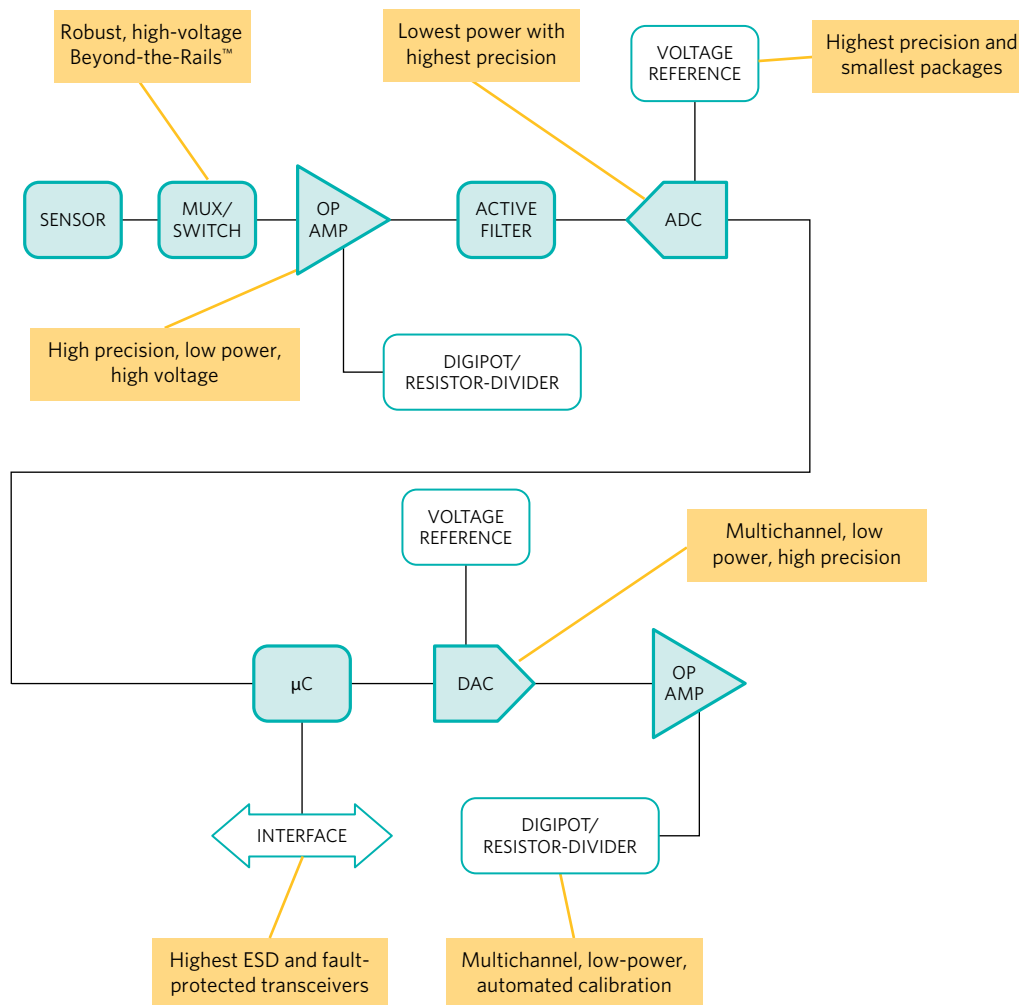 Robust, high-voltage
Beyond-the-Rails™
Lowest power with
highest precision
VOLTAGE
REFERENCE
Highest precision and
smallest packages
SENSOR
MUX/
SWITCH
OP
AMP
ACTIVE
FILTER
ADC
High precision, low power,
high voltage
DIGIPOT/
RESISTOR-DIVIDER
VOLTAGE
REFERENCE
Multichannel, low
power, high precision
µC
DAC
OP
AMP
INTERFACE
DIGIPOT/
RESISTOR-DIVIDER
Highest ESD and fault-
protected transceivers
Multichannel, low-power,
automated calibration